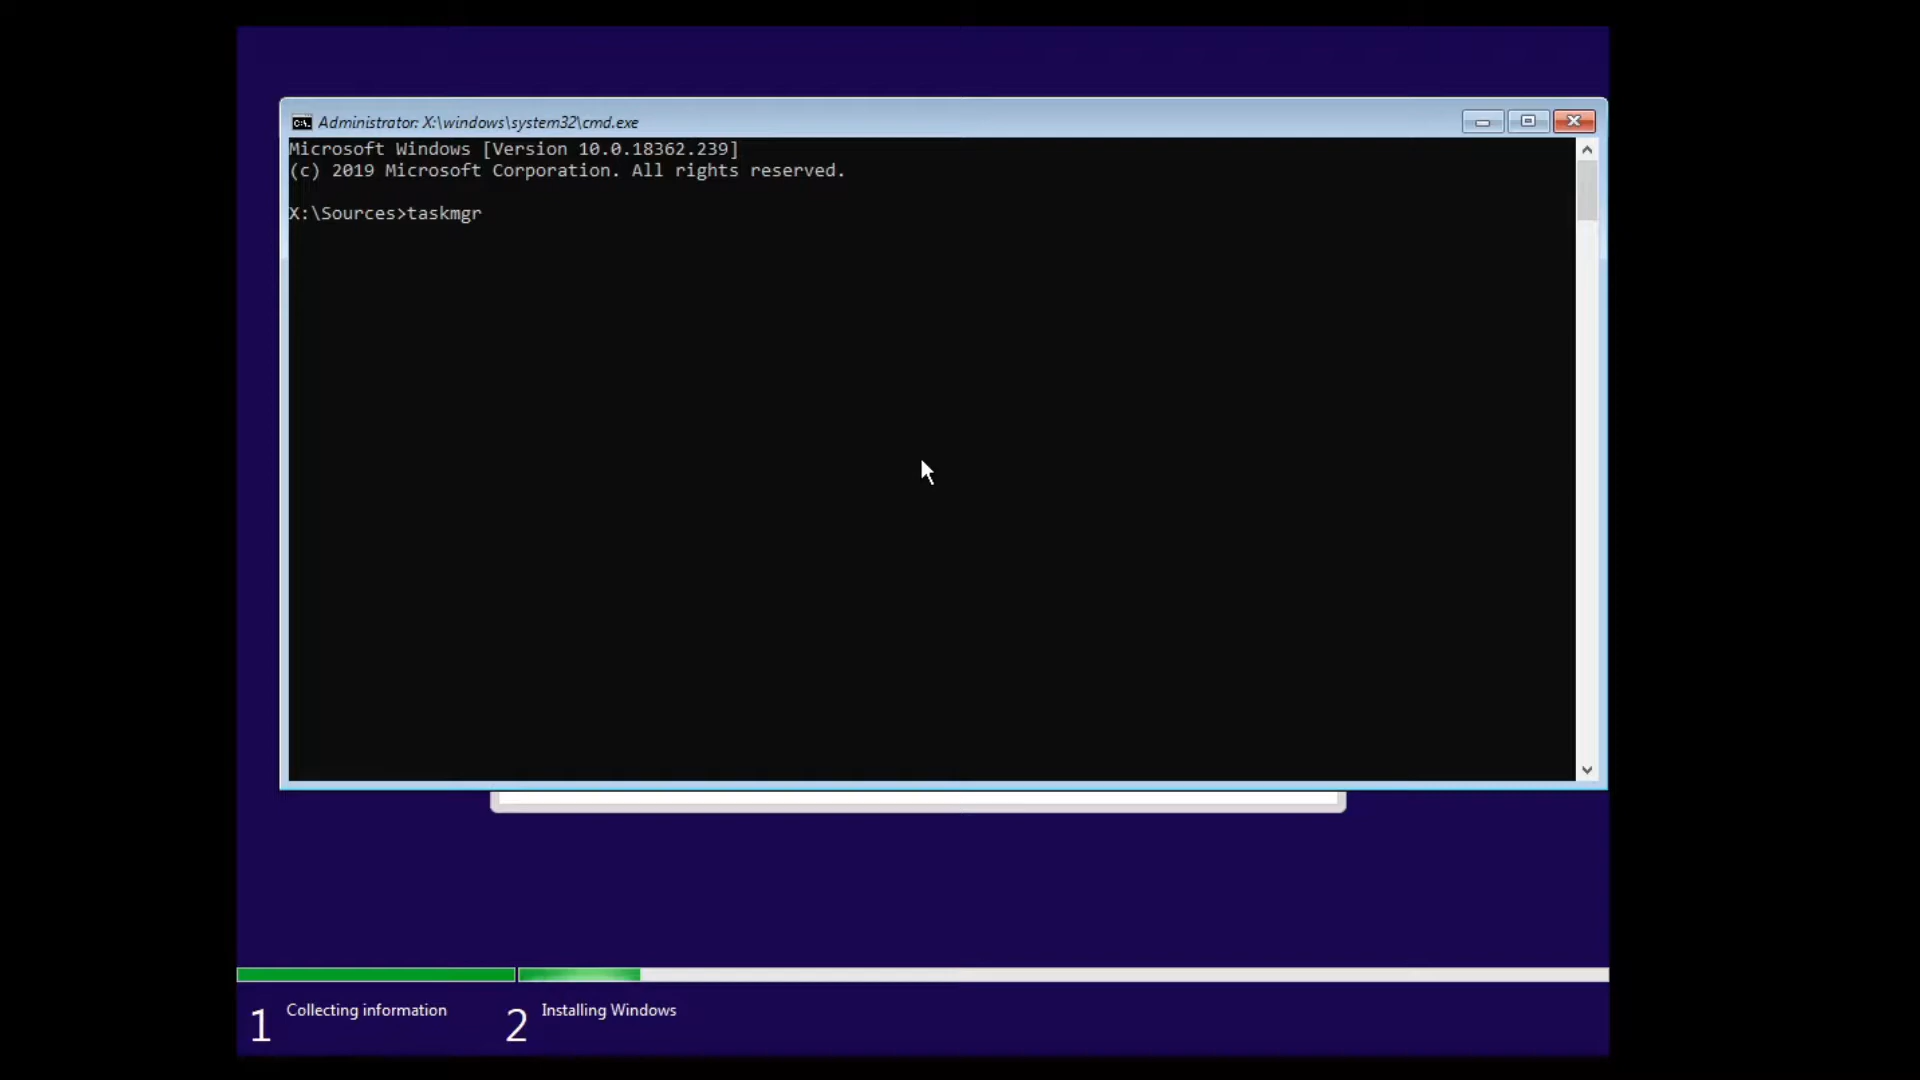 Administrator: X:\windows\system32\cmd.exe
Microsoft Windows [Version 10.0.18362.239]
(c) 2019 Microsoft Corporation. All rights reserved.
X:\Sources>taskmgr
1 Collecting information
2 Installing Windows